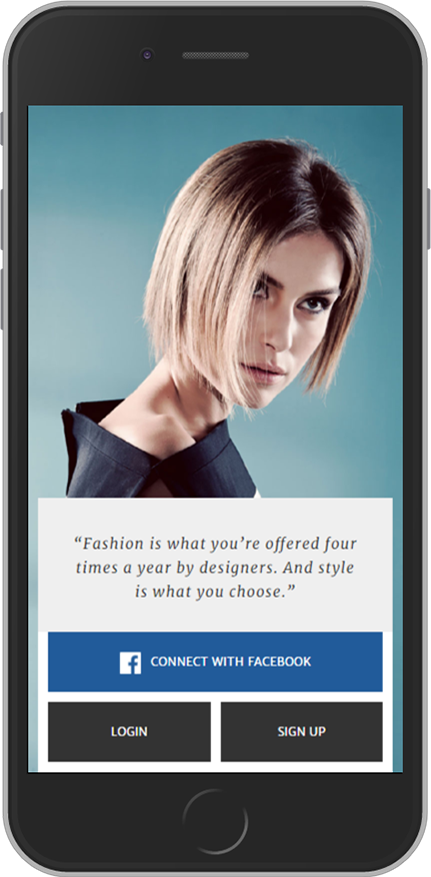 “Fashion is what you’re offered four
times a year by designers. And style
is what you choose.”
CONNECT WITH FACEBOOK
LOGIN
SIGN UP